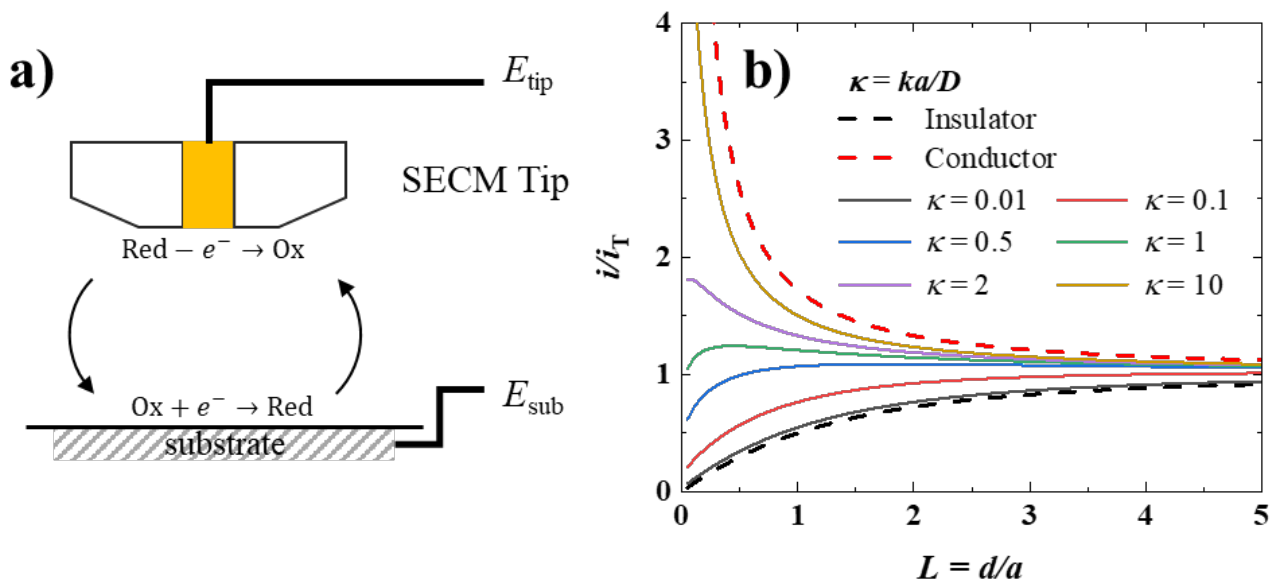 a)
E_tip
SECM Tip
Red − e⁻ → Ox
Ox + e⁻ → Red
E_sub
substrate
b)
κ = ka/D
Insulator
Conductor
κ = 0.01
κ = 0.1
κ = 0.5
κ = 1
κ = 2
κ = 10
i/i_T
4
3
2
1
0
0 1 2 3 4 5
L = d/a